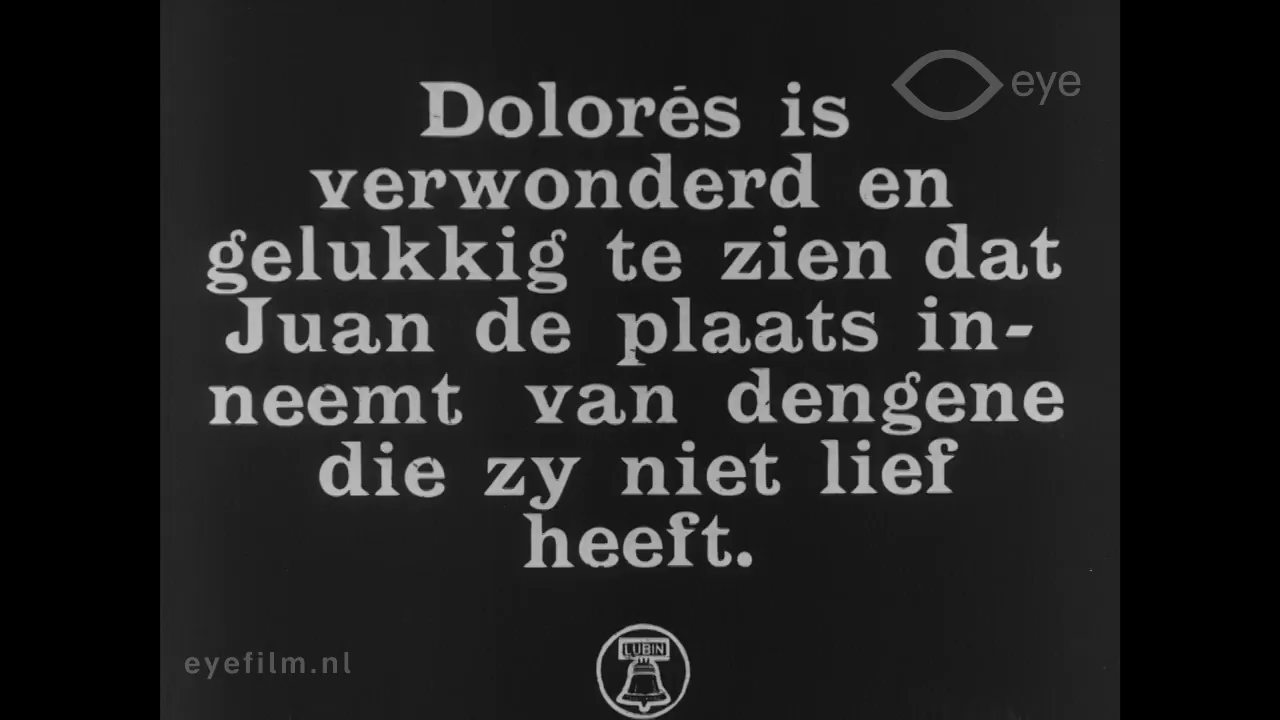 eye
Dolorés is
verwonderd en
gelukkig te zien dat
Juan de plaats in-
neemt van dengene
die zy niet lief
heeft.
LUBIN
eyefilm.nl